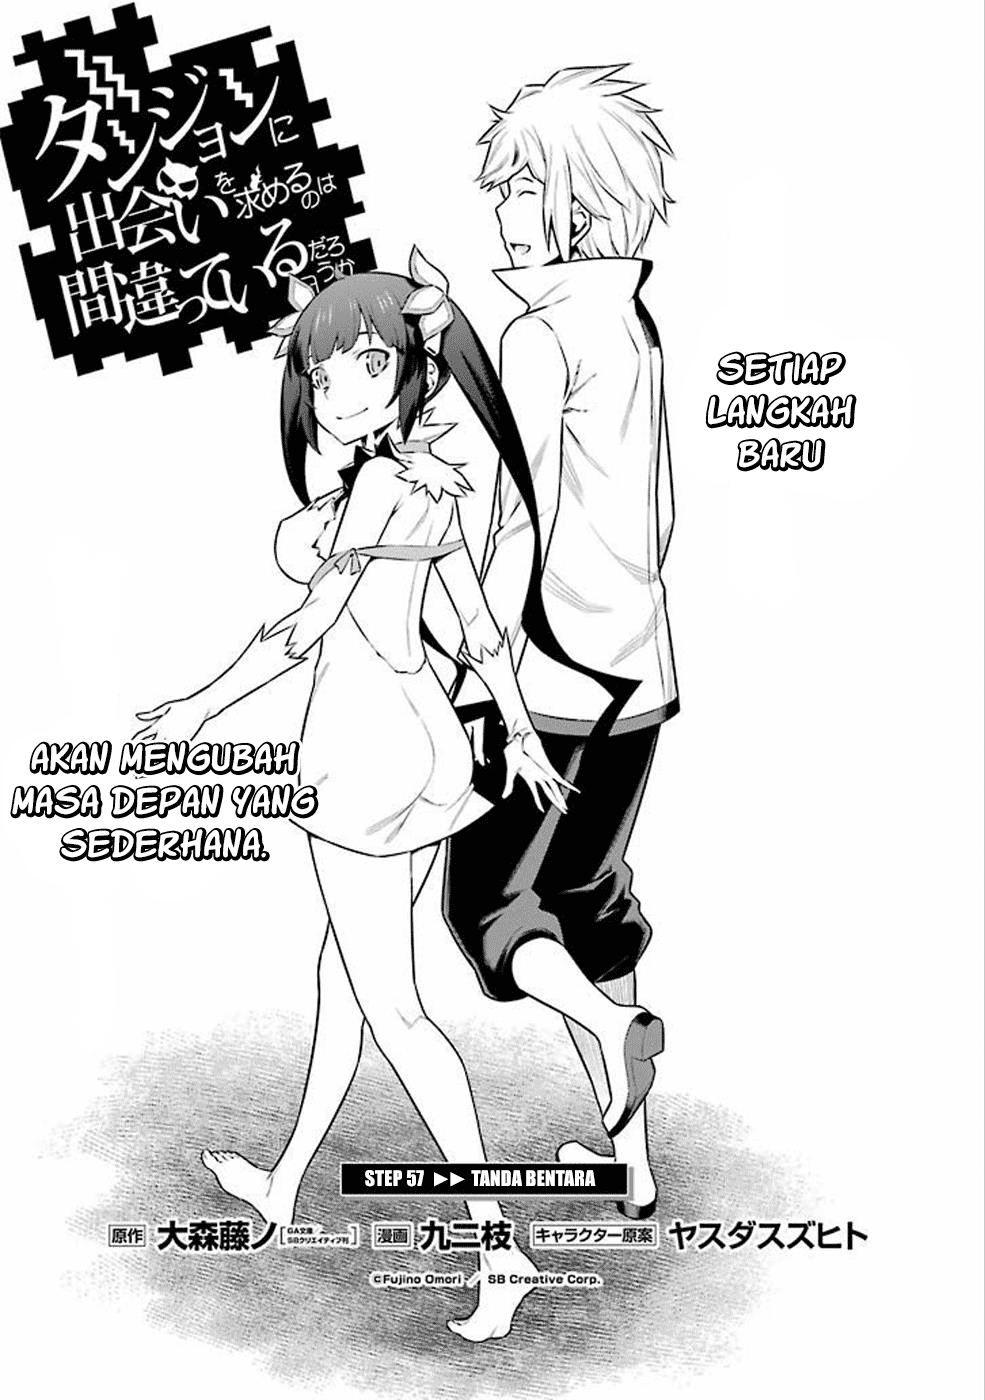 ダンジョンに
出会いを求めるのは
間違っているだろうか
SETIAP
LANGKAH
BARU
AKAN MENGUBAH
MASA DEPAN YANG
SEDERHANA.
STEP 57 ►► TANDA BENTARA
原作 大森藤ノ [GA文庫/SBクリエイティブ刊] 漫画 九二枝 キャラクター原案 ヤスダスズヒト
©Fujino Omori / SB Creative Corp.